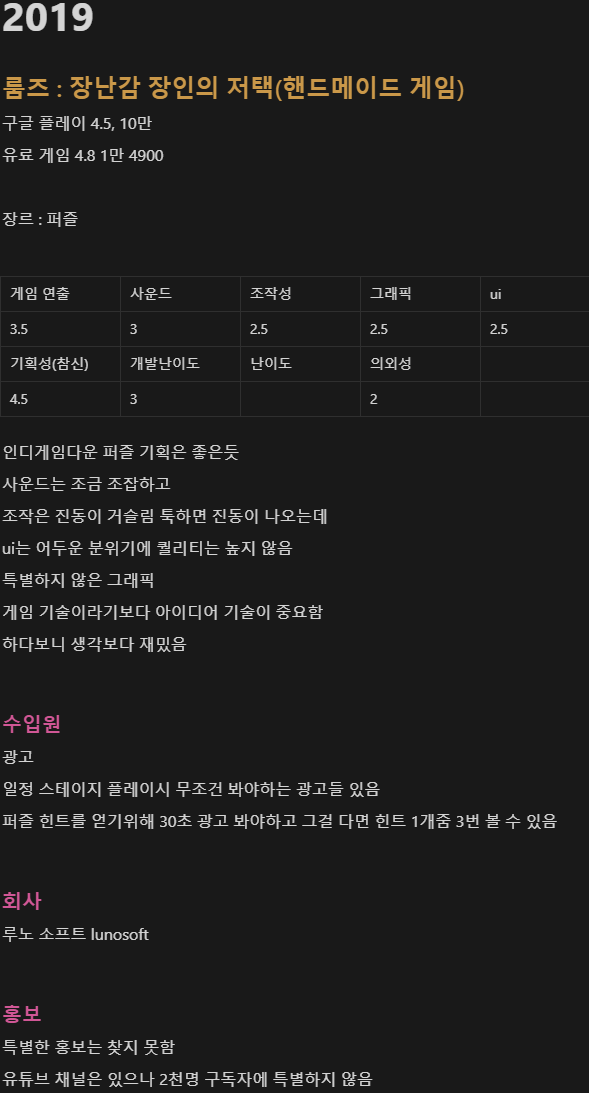 2019
룸즈 : 장난감 장인의 저택(핸드메이드 게임)
구글 플레이 4.5, 10만
유료 게임 4.8 1만 4900
장르 : 퍼즐
게임 연출 사운드 조작성 그래픽 ui
3.5 3 2.5 2.5 2.5
기획성(참신) 개발난이도 난이도 의외성
4.5 3 2
인디게임다운 퍼즐 기획은 좋은듯
사운드는 조금 조잡하고
조작은 진동이 거슬림 툭하면 진동이 나오는데
ui는 어두운 분위기에 퀄리티는 높지 않음
특별하지 않은 그래픽
게임 기술이라기보다 아이디어 기술이 중요함
하다보니 생각보다 재밌음
수입원
광고
일정 스테이지 플레이시 무조건 봐야하는 광고들 있음
퍼즐 힌트를 얻기위해 30초 광고 봐야하고 그걸 다면 힌트 1개줌 3번 볼 수 있음
회사
루노 소프트 lunosoft
홍보
특별한 홍보는 찾지 못함
유튜브 채널은 있으나 2천명 구독자에 특별하지 않음